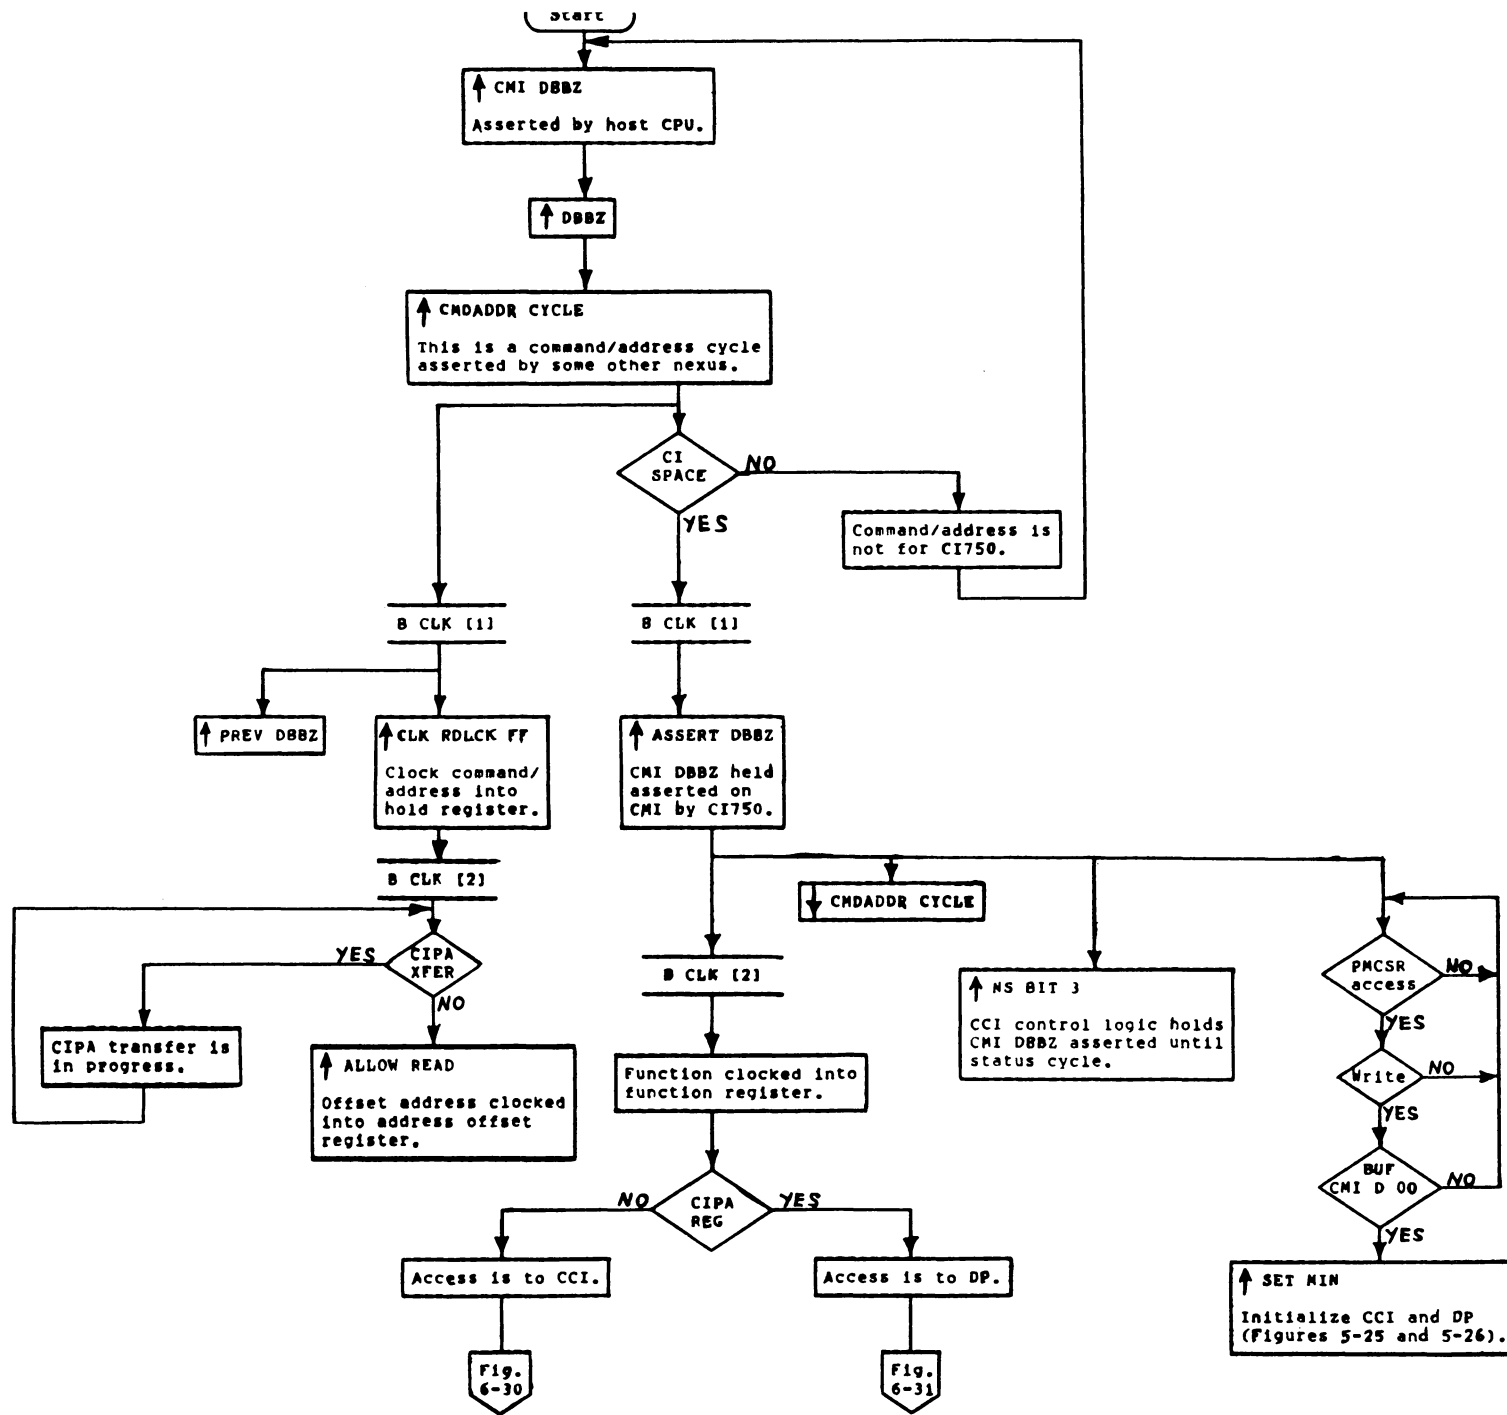 Start
↑ CMI DBBZ
Asserted by host CPU.
↑ DBBZ
↑ CMDADDR CYCLE
This is a command/address cycle
asserted by some other nexus.
CI
SPACE
NO
YES
Command/address is
not for CI750.
B CLK [1]
B CLK [1]
↑ PREV DBBZ
↑ CLK RDLCK FF
Clock command/
address into
hold register.
↑ ASSERT DBBZ
CMI DBBZ held
asserted on
CMI by CI750.
B CLK [2]
↓ CMDADDR CYCLE
CIPA
XFER
YES
NO
B CLK [2]
PMCSR
access
NO
YES
↑ NS BIT 3
CCI control logic holds
CMI DBBZ asserted until
status cycle.
CIPA transfer is
in progress.
↑ ALLOW READ
Offset address clocked
into address offset
register.
Function clocked into
function register.
Write
NO
YES
BUF
CMI D 00
NO
YES
CIPA
REG
NO
YES
Access is to CCI.
Access is to DP.
↑ SET MIN
Initialize CCI and DP
(Figures 5-25 and 5-26).
Fig.
6-30
Fig.
6-31